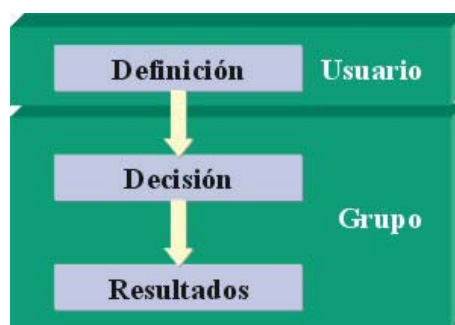 Definición
Usuario
Decisión
Grupo
Resultados